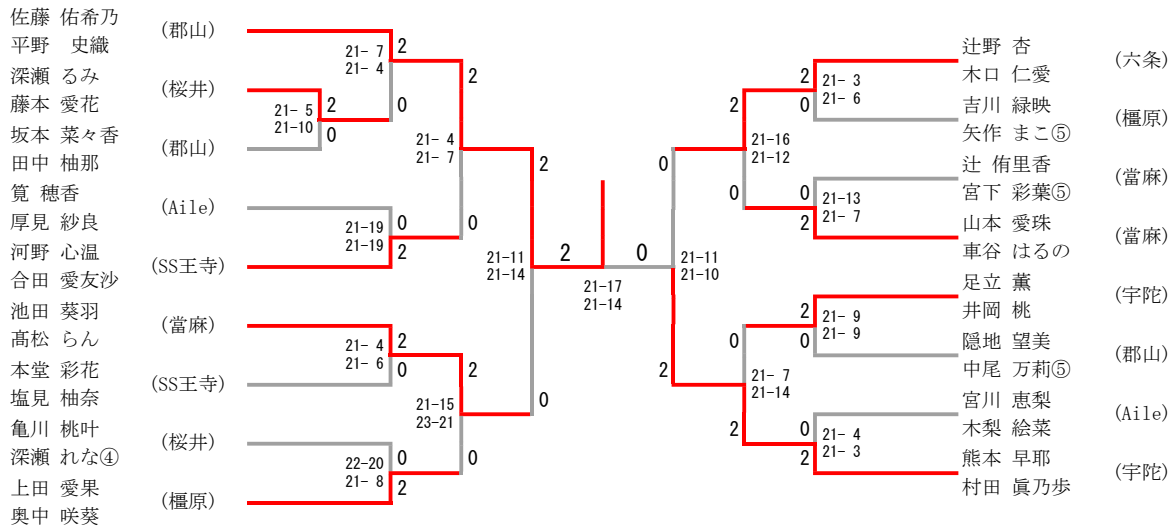 佐藤 佑希乃
平野 史織
(郡山)
深瀬 るみ
藤本 愛花
(桜井)
坂本 菜々香
田中 柚那
(郡山)
筧 穂香
厚見 紗良
(Aile)
河野 心温
合田 愛友沙
(SS王寺)
池田 葵羽
髙松 らん
(當麻)
本堂 彩花
塩見 柚奈
(SS王寺)
亀川 桃叶
深瀬 れな④
(桜井)
上田 愛果
奥中 咲葵
(橿原)
21- 5
21-10
2
0
21- 7
21- 4
2
0
21-19
21-19
0
2
21- 4
21- 6
2
0
22-20
21- 8
0
2
21- 4
21- 7
2
0
21-15
23-21
2
0
21-11
21-14
2
0
2
0
21-17
21-14
21-11
21-10
0
2
21-16
21-12
2
0
21- 7
21-14
0
2
21- 3
21- 6
2
0
21-13
21- 7
0
2
21- 9
21- 9
2
0
21- 4
21- 3
0
2
辻野 杏
木口 仁愛
(六条)
吉川 緑映
矢作 まこ⑤
(橿原)
辻 侑里香
宮下 彩葉⑤
(當麻)
山本 愛珠
車谷 はるの
(當麻)
足立 薫
井岡 桃
(宇陀)
隠地 望美
中尾 万莉⑤
(郡山)
宮川 恵梨
木梨 絵菜
(Aile)
熊本 早耶
村田 眞乃歩
(宇陀)